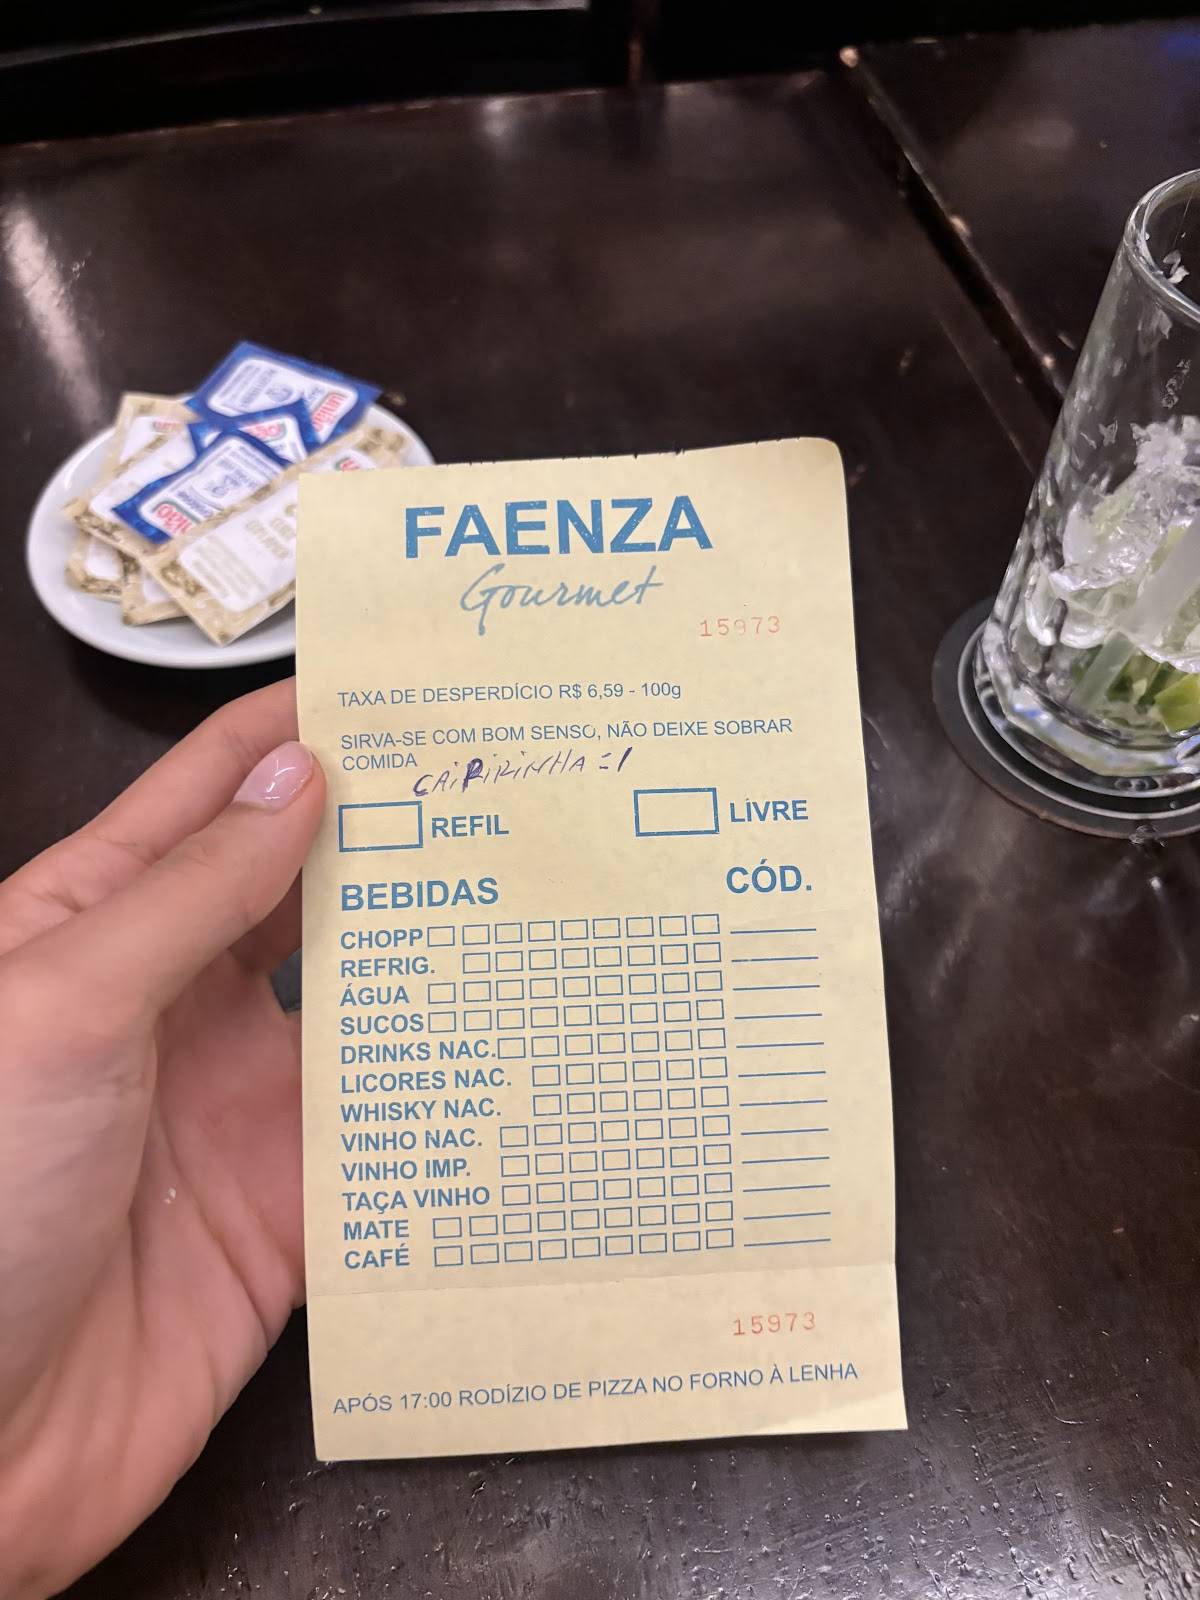 FAENZA
Gourmet
15973
TAXA DE DESPERDÍCIO R$ 6,59 - 100g
SIRVA-SE COM BOM SENSO, NÃO DEIXE SOBRAR
COMIDA
CAIPIRINHA = 1
REFIL
LIVRE
BEBIDAS CÓD.
CHOPP
REFRIG.
ÁGUA
SUCOS
DRINKS NAC.
LICORES NAC.
WHISKY NAC.
VINHO NAC.
VINHO IMP.
TAÇA VINHO
MATE
CAFÉ
15973
APÓS 17:00 RODÍZIO DE PIZZA NO FORNO À LENHA
união
união